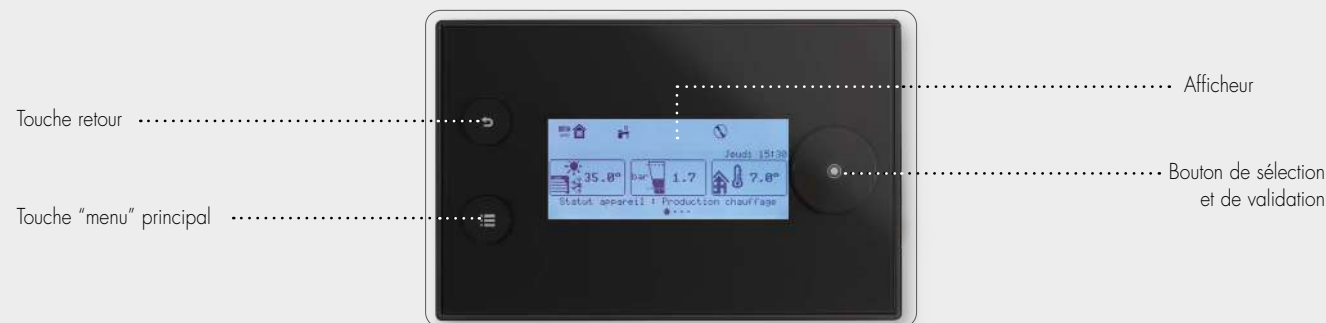 Touche retour
Touche “menu” principal
Jeudi 15:30
35.0°
bar 1.7
7.0°
Statut appareil : Production chauffage
Afficheur
Bouton de sélection
et de validation